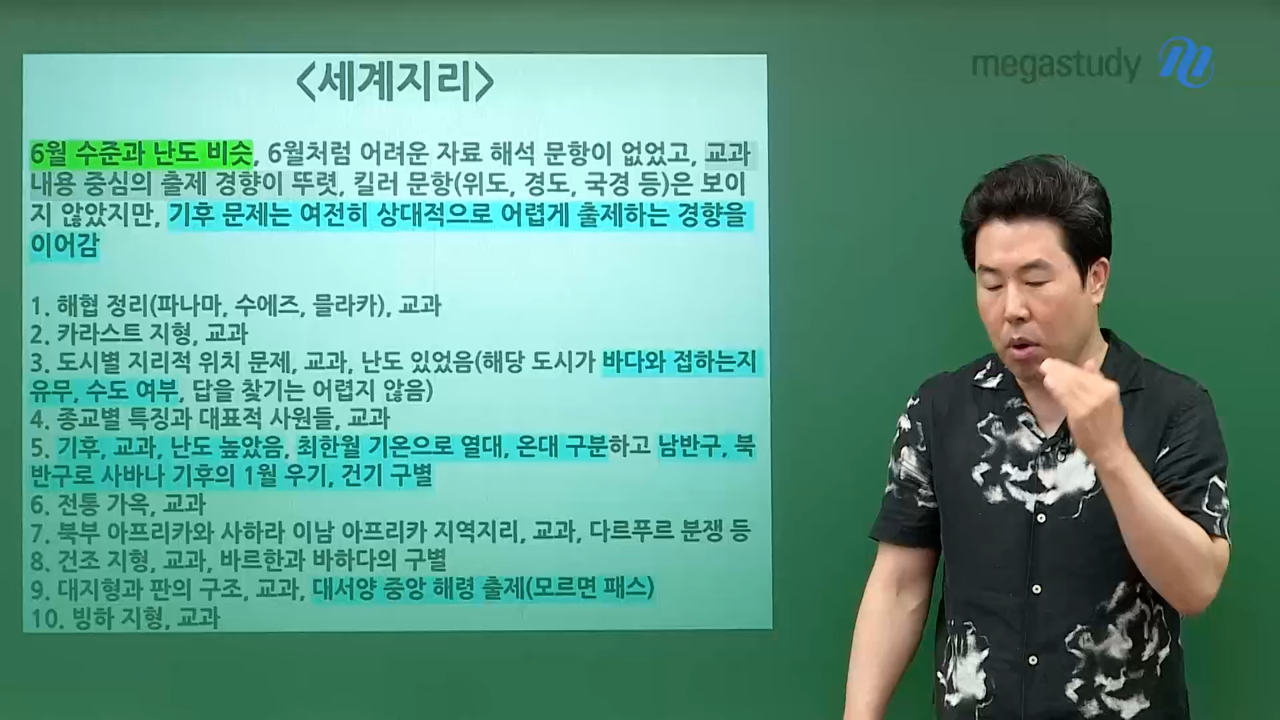 megastudy
<세계지리>
6월 수준과 난도 비슷, 6월처럼 어려운 자료 해석 문항이 없었고, 교과
내용 중심의 출제 경향이 뚜렷, 킬러 문항(위도, 경도, 국경 등)은 보이
지 않았지만, 기후 문제는 여전히 상대적으로 어렵게 출제하는 경향을
이어감
1. 해협 정리(파나마, 수에즈, 믈라카), 교과
2. 카라스트 지형, 교과
3. 도시별 지리적 위치 문제, 교과, 난도 있었음(해당 도시가 바다와 접하는지
유무, 수도 여부, 답을 찾기는 어렵지 않음)
4. 종교별 특징과 대표적 사원들, 교과
5. 기후, 교과, 난도 높았음, 최한월 기온으로 열대, 온대 구분하고 남반구, 북
반구로 사바나 기후의 1월 우기, 건기 구별
6. 전통 가옥, 교과
7. 북부 아프리카와 사하라 이남 아프리카 지역지리, 교과, 다르푸르 분쟁 등
8. 건조 지형, 교과, 바르한과 바하다의 구별
9. 대지형과 판의 구조, 교과, 대서양 중앙 해령 출제(모르면 패스)
10. 빙하 지형, 교과